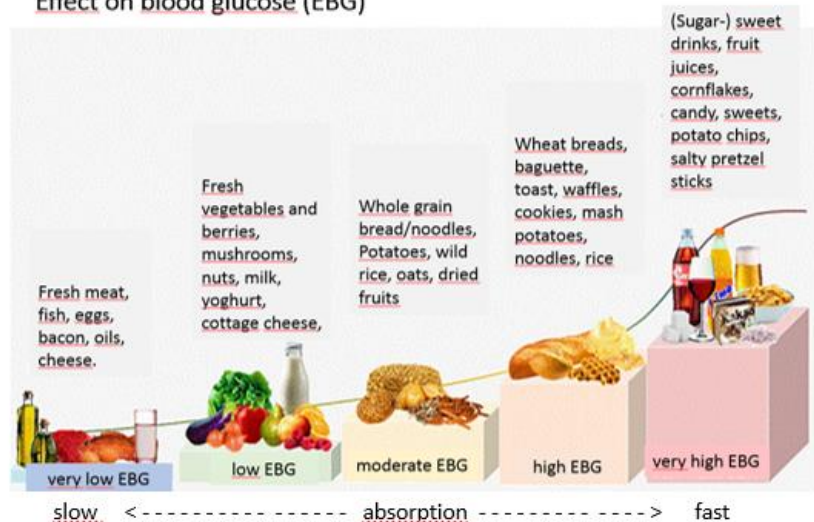 Effect on blood glucose (EBG)
Fresh meat,
fish, eggs,
bacon, oils,
cheese.
Fresh
vegetables and
berries,
mushrooms,
nuts, milk,
yoghurt,
cottage cheese,
Whole grain
bread/noodles,
Potatoes, wild
rice, oats, dried
fruits
Wheat breads,
baguette,
toast, waffles,
cookies, mash
potatoes,
noodles, rice
(Sugar-) sweet
drinks, fruit
juices,
cornflakes,
candy, sweets,
potato chips,
salty pretzel
sticks
very low EBG
low EBG
moderate EBG
high EBG
very high EBG
slow <---------- ------ absorption --------- ----> fast